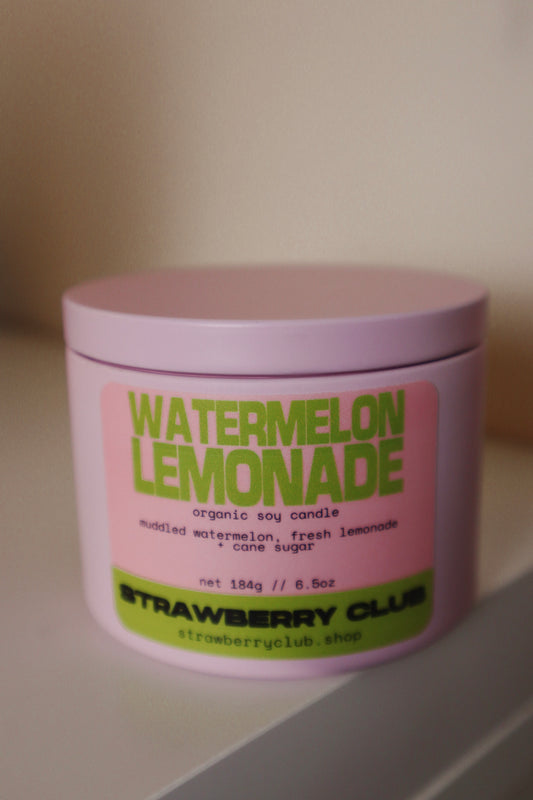 WATERMELON
LEMONADE
organic soy candle
muddled watermelon, fresh lemonade
+ cane sugar
net 184g // 6.5oz
STRAWBERRY CLUB
strawberryclub.shop